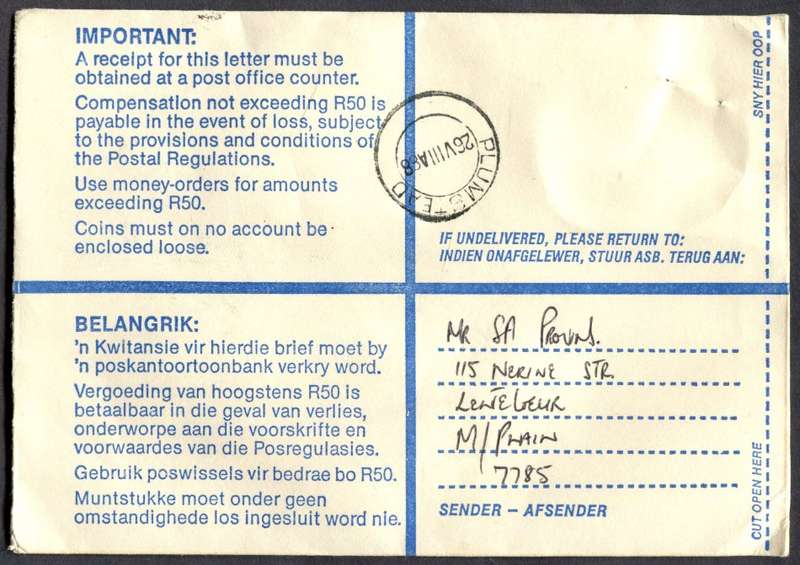 IMPORTANT:
A receipt for this letter must be
obtained at a post office counter.
Compensation not exceeding R50 is
payable in the event of loss, subject
to the provisions and conditions of
the Postal Regulations.
Use money-orders for amounts
exceeding R50.
Coins must on no account be
enclosed loose.
PLUMSTEAD
26 VIII A 88
SNY HIER OOP
IF UNDELIVERED, PLEASE RETURN TO:
INDIEN ONAFGELEWER, STUUR ASB. TERUG AAN:
BELANGRIK:
'n Kwitansie vir hierdie brief moet by
'n poskantoortoonbank verkry word.
Vergoeding van hoogstens R50 is
betaalbaar in die geval van verlies,
onderworpe aan die voorskrifte en
voorwaardes van die Posregulasies.
Gebruik poswissels vir bedrae bo R50.
Muntstukke moet onder geen
omstandighede los ingesluit word nie.
MR SA
115 NERINE STR.
LENTEGEUR
M/PLAIN
7785
SENDER – AFSENDER
CUT OPEN HERE